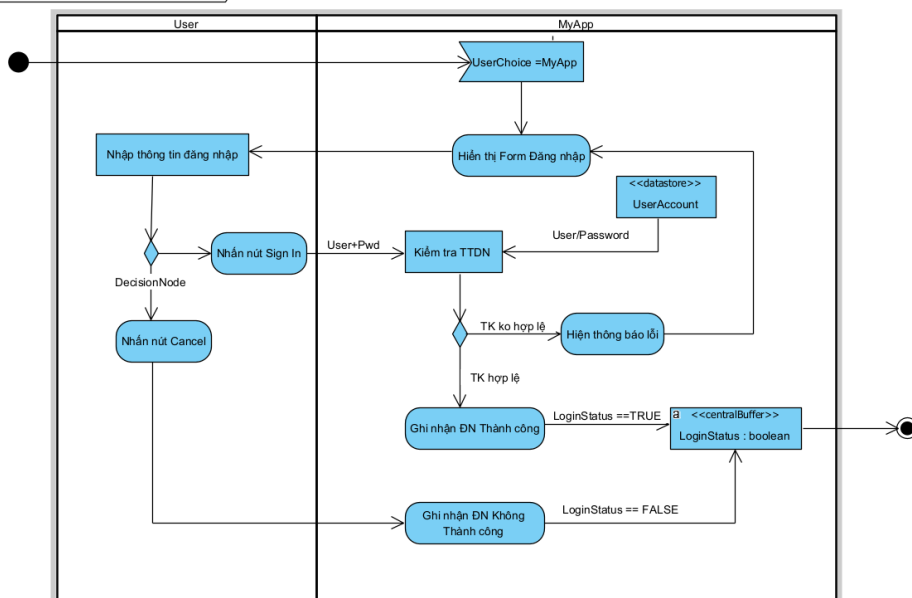 User
MyApp
UserChoice =MyApp
Nhập thông tin đăng nhập
Hiển thị Form Đăng nhập
<<datastore>>
UserAccount
User/Password
Nhấn nút Sign In
User+Pwd
Kiểm tra TTDN
DecisionNode
TK ko hợp lệ
Hiện thông báo lỗi
Nhấn nút Cancel
TK hợp lệ
Ghi nhận ĐN Thành công
LoginStatus ==TRUE
a
<<centralBuffer>>
LoginStatus : boolean
Ghi nhận ĐN Không
Thành công
LoginStatus == FALSE